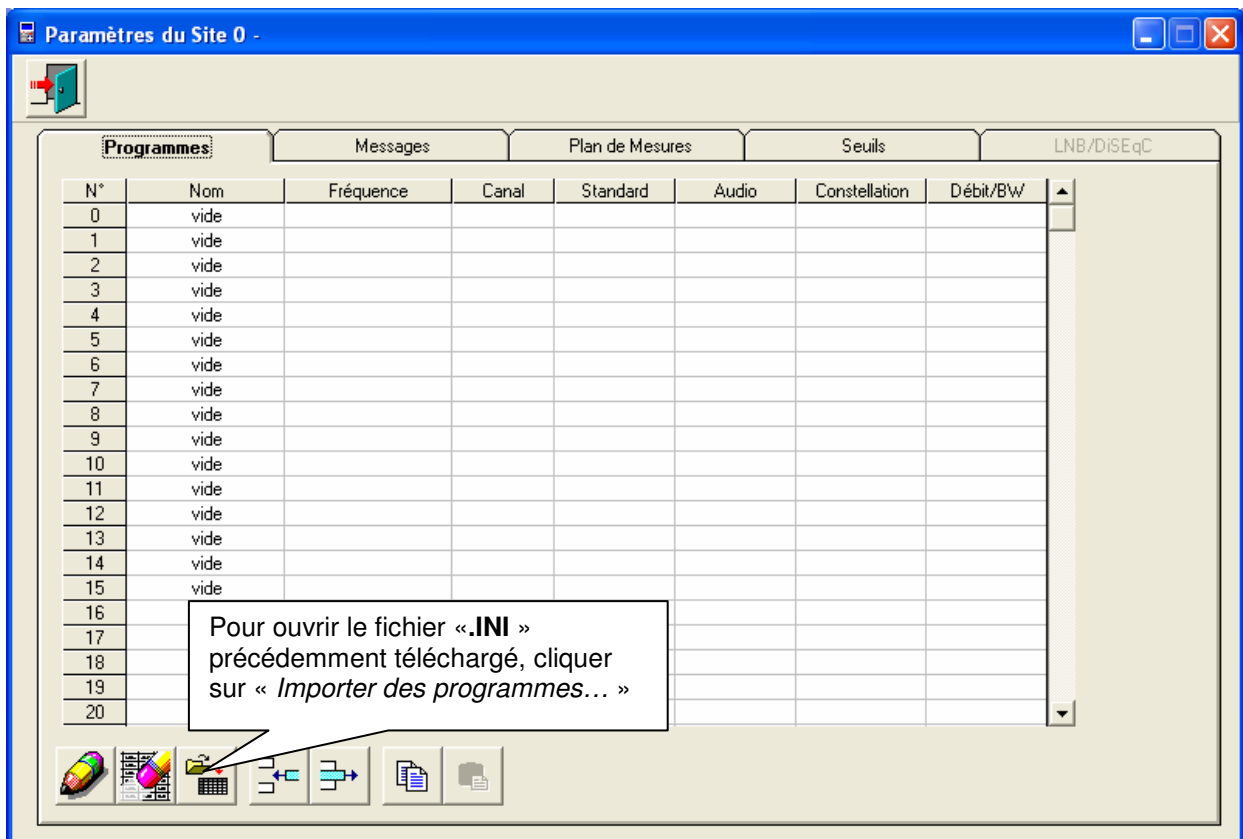 Paramètres du Site 0 -
Programmes Messages Plan de Mesures Seuils LNB/DiSEqC
N° Nom Fréquence Canal Standard Audio Constellation Débit/BW
0 vide
1 vide
2 vide
3 vide
4 vide
5 vide
6 vide
7 vide
8 vide
9 vide
10 vide
11 vide
12 vide
13 vide
14 vide
15 vide
16
17
18
19
20
Pour ouvrir le fichier «.INI »
précédemment téléchargé, cliquer
sur « Importer des programmes… »